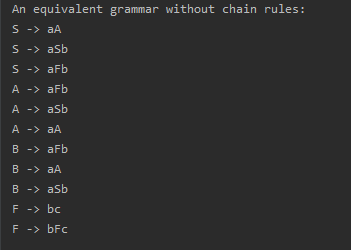 An equivalent grammar without chain rules:
S -> aA
S -> aSb
S -> aFb
A -> aFb
A -> aSb
A -> aA
B -> aFb
B -> aA
B -> aSb
F -> bc
F -> bFc